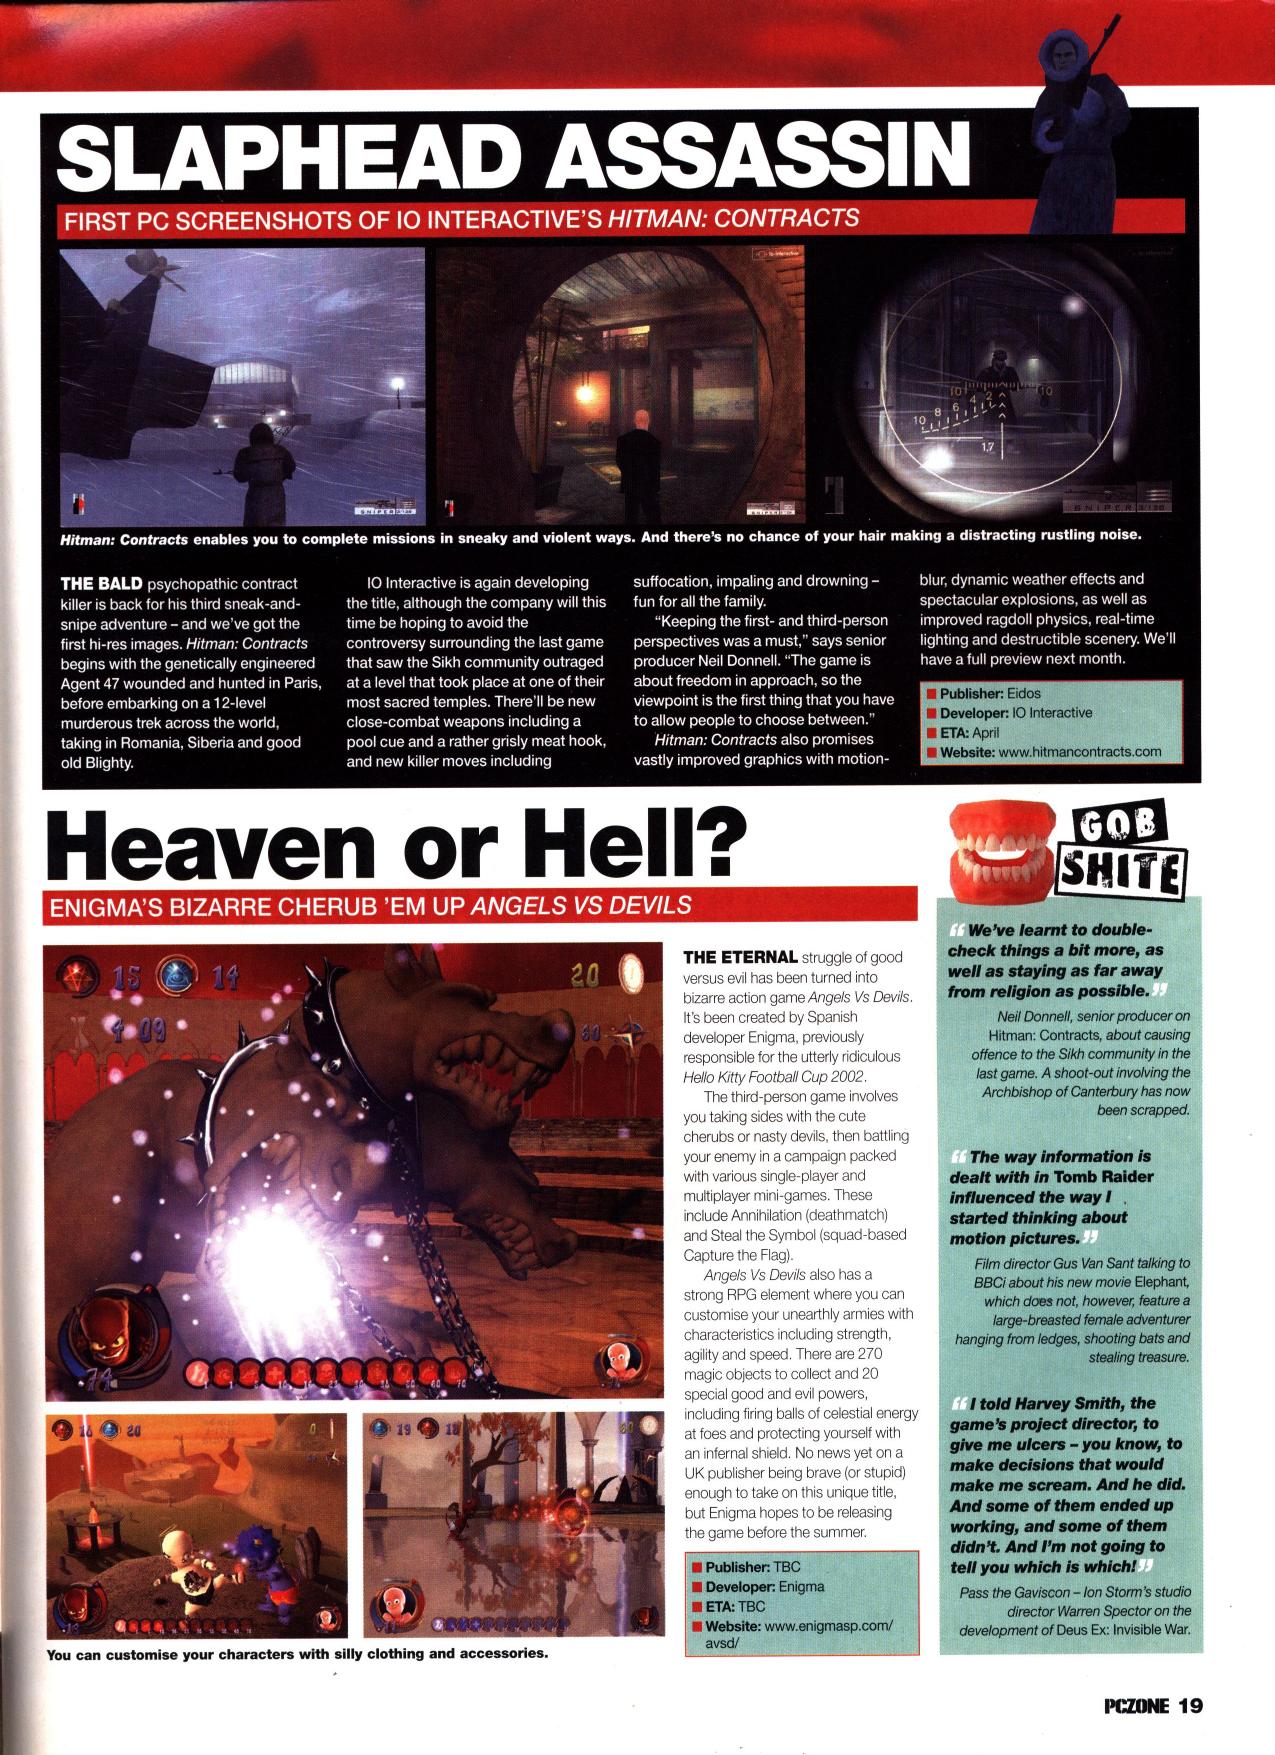 SLAPHEAD ASSASSIN
FIRST PC SCREENSHOTS OF IO INTERACTIVE'S HITMAN: CONTRACTS
Hitman: Contracts enables you to complete missions in sneaky and violent ways. And there's no chance of your hair making a distracting rustling noise.
THE BALD psychopathic contract
killer is back for his third sneak-and-
snipe adventure – and we've got the
first hi-res images. Hitman: Contracts
begins with the genetically engineered
Agent 47 wounded and hunted in Paris,
before embarking on a 12-level
murderous trek across the world,
taking in Romania, Siberia and good
old Blighty.
IO Interactive is again developing
the title, although the company will this
time be hoping to avoid the
controversy surrounding the last game
that saw the Sikh community outraged
at a level that took place at one of their
most sacred temples. There'll be new
close-combat weapons including a
pool cue and a rather grisly meat hook,
and new killer moves including
suffocation, impaling and drowning –
fun for all the family.
"Keeping the first- and third-person
perspectives was a must," says senior
producer Neil Donnell. "The game is
about freedom in approach, so the
viewpoint is the first thing that you have
to allow people to choose between."
Hitman: Contracts also promises
vastly improved graphics with motion-
blur, dynamic weather effects and
spectacular explosions, as well as
improved ragdoll physics, real-time
lighting and destructible scenery. We'll
have a full preview next month.
Publisher: Eidos
Developer: IO Interactive
ETA: April
Website: www.hitmancontracts.com
Heaven or Hell?
ENIGMA'S BIZARRE CHERUB 'EM UP ANGELS VS DEVILS
15 14 20
4 09
THE ETERNAL struggle of good
versus evil has been turned into
bizarre action game Angels Vs Devils.
It's been created by Spanish
developer Enigma, previously
responsible for the utterly ridiculous
Hello Kitty Football Cup 2002.
The third-person game involves
you taking sides with the cute
cherubs or nasty devils, then battling
your enemy in a campaign packed
with various single-player and
multiplayer mini-games. These
include Annihilation (deathmatch)
and Steal the Symbol (squad-based
Capture the Flag).
Angels Vs Devils also has a
strong RPG element where you can
customise your unearthly armies with
characteristics including strength,
agility and speed. There are 270
magic objects to collect and 20
special good and evil powers,
including firing balls of celestial energy
at foes and protecting yourself with
an infernal shield. No news yet on a
UK publisher being brave (or stupid)
enough to take on this unique title,
but Enigma hopes to be releasing
the game before the summer.
Publisher: TBC
Developer: Enigma
ETA: TBC
Website: www.enigmasp.com/
avsd/
You can customise your characters with silly clothing and accessories.
GOB
SHITE
"We've learnt to double-
check things a bit more, as
well as staying as far away
from religion as possible."
Neil Donnell, senior producer on
Hitman: Contracts, about causing
offence to the Sikh community in the
last game. A shoot-out involving the
Archbishop of Canterbury has now
been scrapped.
"The way information is
dealt with in Tomb Raider
influenced the way I
started thinking about
motion pictures."
Film director Gus Van Sant talking to
BBCi about his new movie Elephant,
which does not, however, feature a
large-breasted female adventurer
hanging from ledges, shooting bats and
stealing treasure.
"I told Harvey Smith, the
game's project director, to
give me ulcers – you know, to
make decisions that would
make me scream. And he did.
And some of them ended up
working, and some of them
didn't. And I'm not going to
tell you which is which!"
Pass the Gaviscon – Ion Storm's studio
director Warren Spector on the
development of Deus Ex: Invisible War.
PCZONE 19